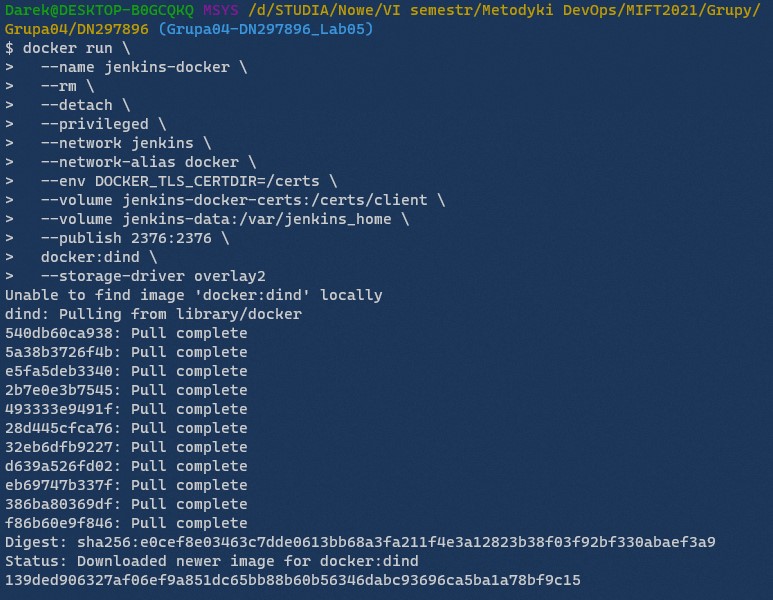 Darek@DESKTOP-B0GCQKQ MSYS /d/STUDIA/Nowe/VI semestr/Metodyki DevOps/MIFT2021/Grupy/
Grupa04/DN297896 (Grupa04-DN297896_Lab05)
$ docker run \
>   --name jenkins-docker \
>   --rm \
>   --detach \
>   --privileged \
>   --network jenkins \
>   --network-alias docker \
>   --env DOCKER_TLS_CERTDIR=/certs \
>   --volume jenkins-docker-certs:/certs/client \
>   --volume jenkins-data:/var/jenkins_home \
>   --publish 2376:2376 \
>   docker:dind \
>   --storage-driver overlay2
Unable to find image 'docker:dind' locally
dind: Pulling from library/docker
540db60ca938: Pull complete
5a38b3726f4b: Pull complete
e5fa5deb3340: Pull complete
2b7e0e3b7545: Pull complete
493333e9491f: Pull complete
28d445cfca76: Pull complete
32eb6dfb9227: Pull complete
d639a526fd02: Pull complete
eb69747b337f: Pull complete
386ba80369df: Pull complete
f86b60e9f846: Pull complete
Digest: sha256:e0cef8e03463c7dde0613bb68a3fa211f4e3a12823b38f03f92bf330abaef3a9
Status: Downloaded newer image for docker:dind
139ded906327af06ef9a851dc65bb88b60b56346dabc93696ca5ba1a78bf9c15